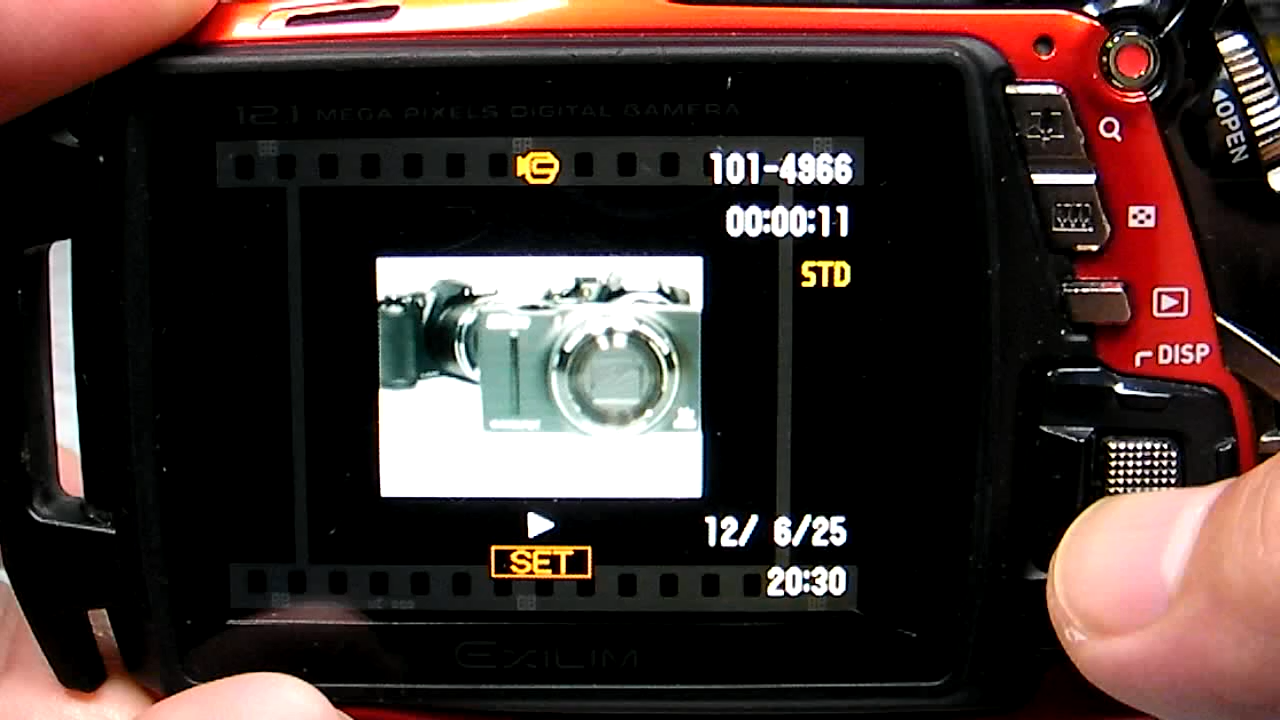 12.1 MEGA PIXELS DIGITAL CAMERA
101-4966
00:00:11
STD
OPEN
DISP
12/ 6/25
SET
20:30
EXILIM